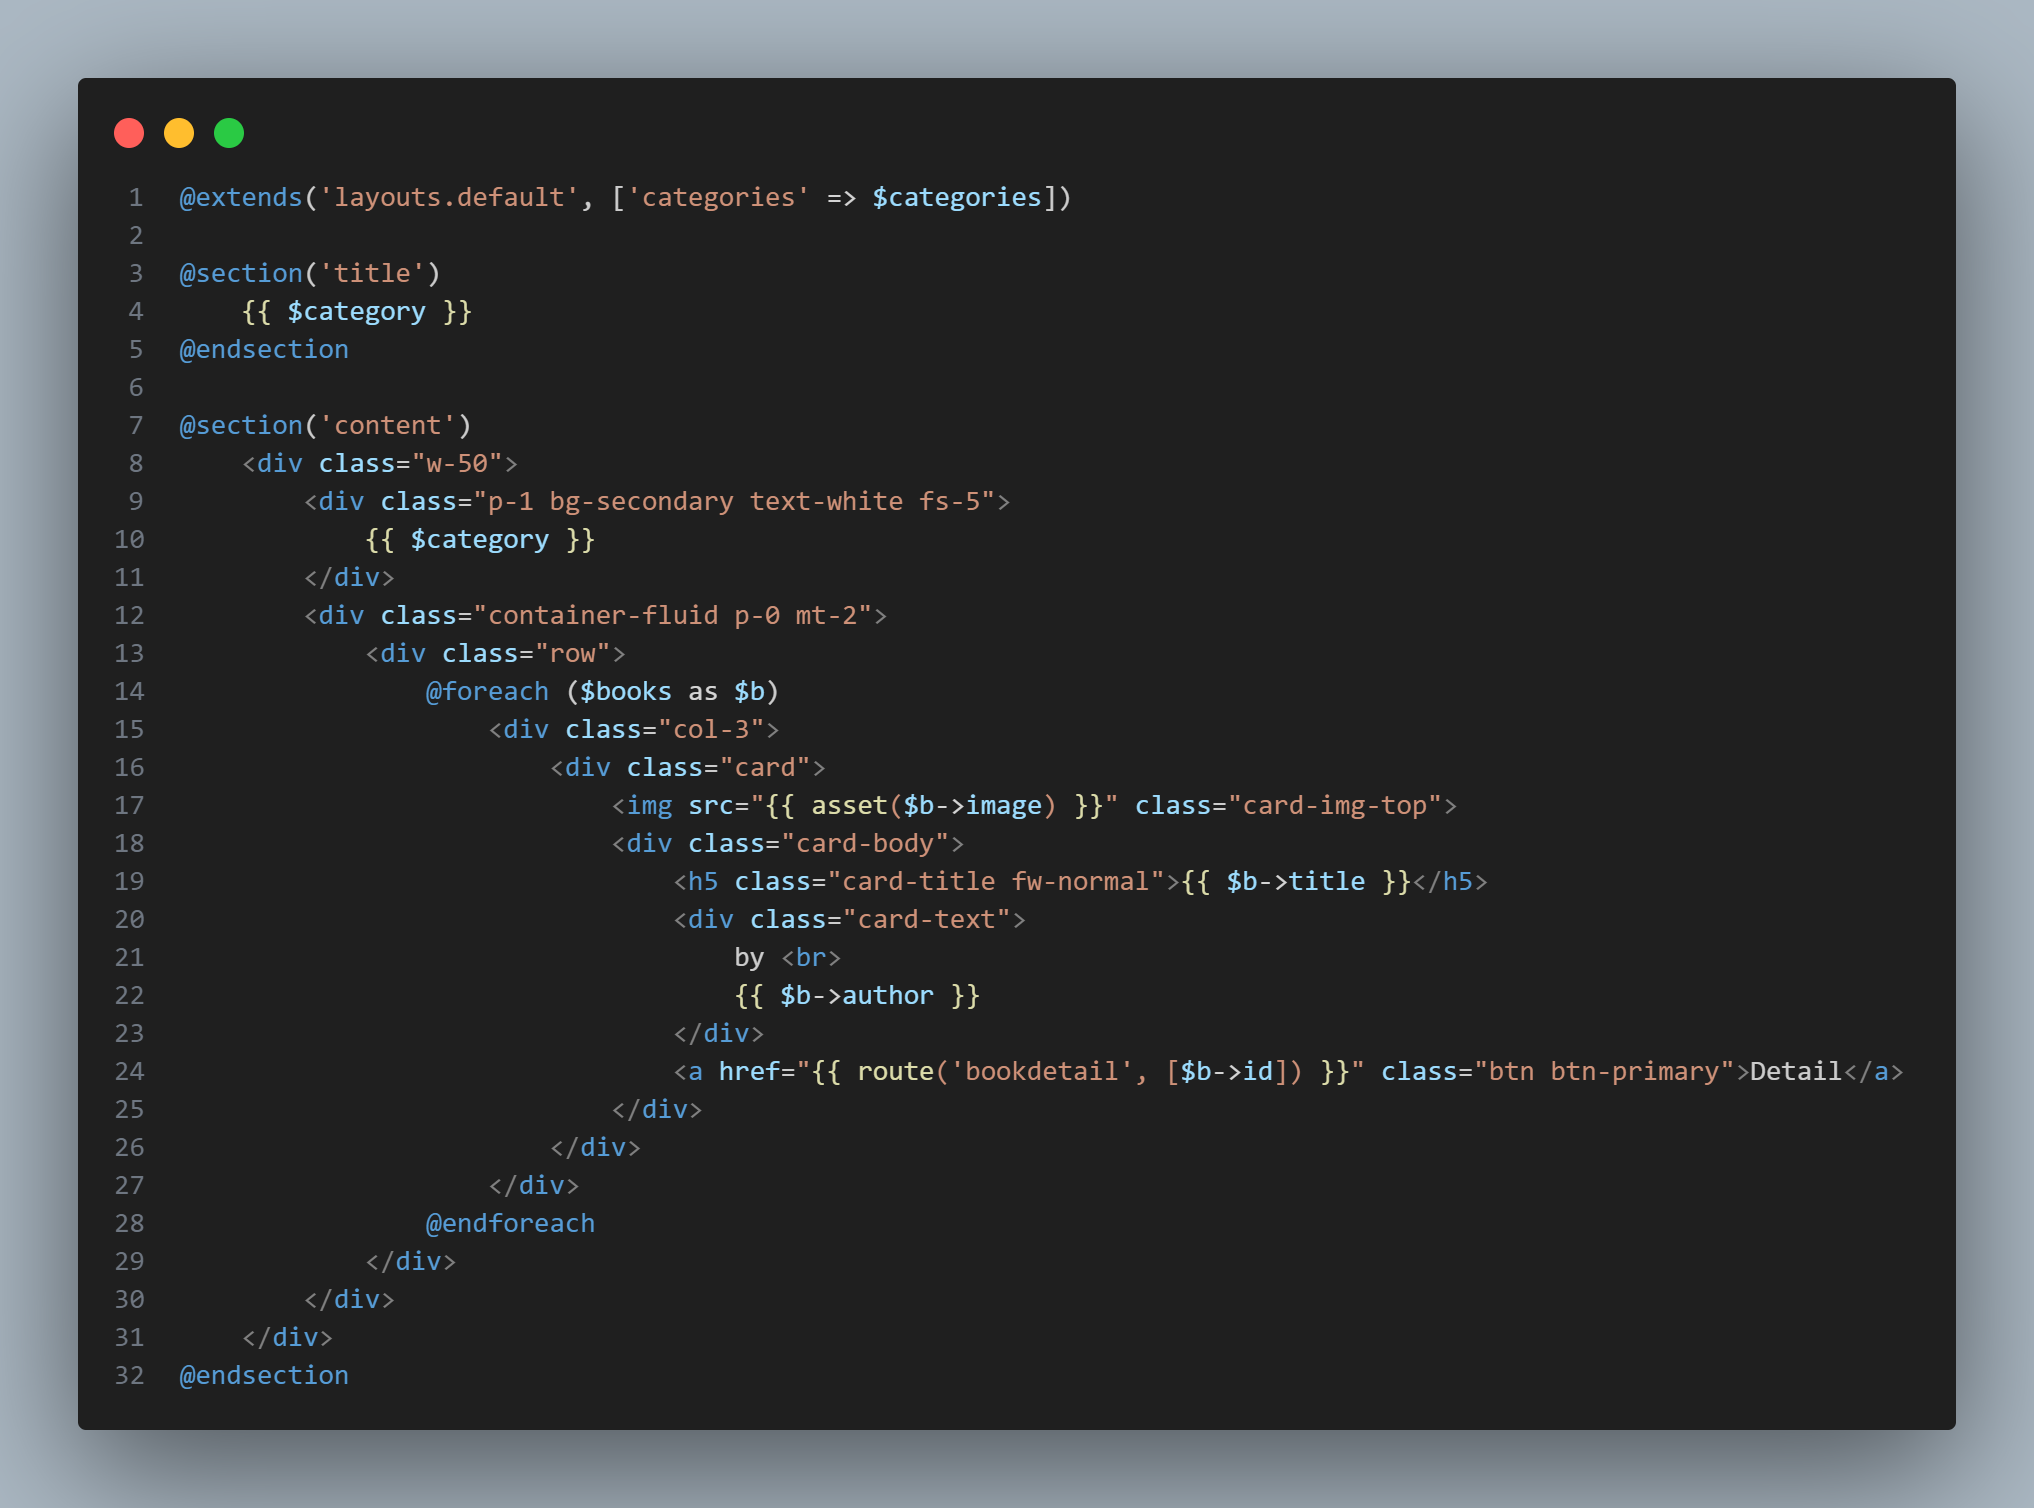 1 @extends('layouts.default', ['categories' => $categories])
2
3 @section('title')
4     {{ $category }}
5 @endsection
6
7 @section('content')
8     <div class="w-50">
9         <div class="p-1 bg-secondary text-white fs-5">
10             {{ $category }}
11         </div>
12         <div class="container-fluid p-0 mt-2">
13             <div class="row">
14                 @foreach ($books as $b)
15                     <div class="col-3">
16                         <div class="card">
17                             <img src="{{ asset($b->image) }}" class="card-img-top">
18                             <div class="card-body">
19                                 <h5 class="card-title fw-normal">{{ $b->title }}</h5>
20                                 <div class="card-text">
21                                     by <br>
22                                     {{ $b->author }}
23                                 </div>
24                                 <a href="{{ route('bookdetail', [$b->id]) }}" class="btn btn-primary">Detail</a>
25                             </div>
26                         </div>
27                     </div>
28                 @endforeach
29             </div>
30         </div>
31     </div>
32 @endsection